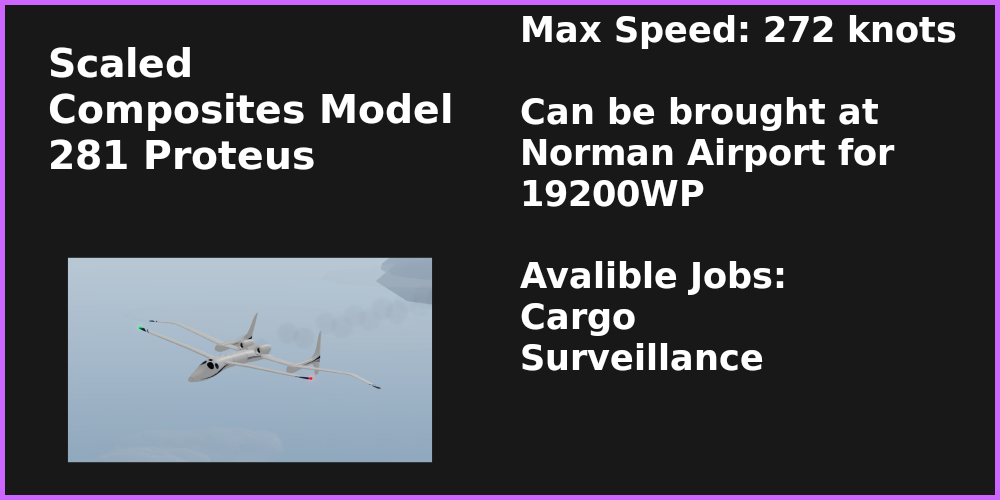 Scaled
Composites Model
281 Proteus
Max Speed: 272 knots
Can be brought at
Norman Airport for
19200WP
Avalible Jobs:
Cargo
Surveillance